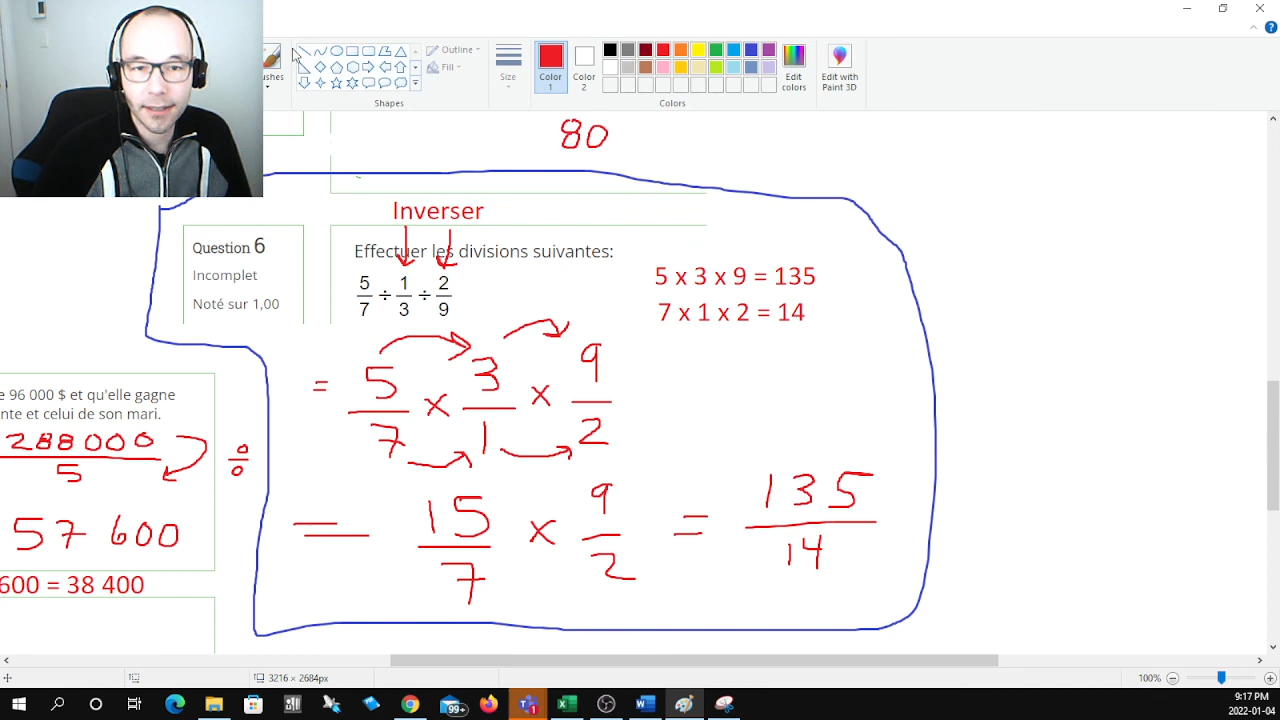 Outline
Fill
Size
Color
1
Color
2
Edit
colors
Edit with
Paint 3D
Shapes
Colors
80
Inverser
Question 6
Incomplet
Noté sur 1,00
Effectuer les divisions suivantes:
5/7 ÷ 1/3 ÷ 2/9
5 x 3 x 9 = 135
7 x 1 x 2 = 14
= 5/7 x 3/1 x 9/2
= 15/7 x 9/2 = 135/14
e 96 000 $ et qu'elle gagne
nte et celui de son mari.
288000
5
÷
57 600
600 = 38 400
3216 × 2684px
100%
99+
1
9:17 PM
2022-01-04